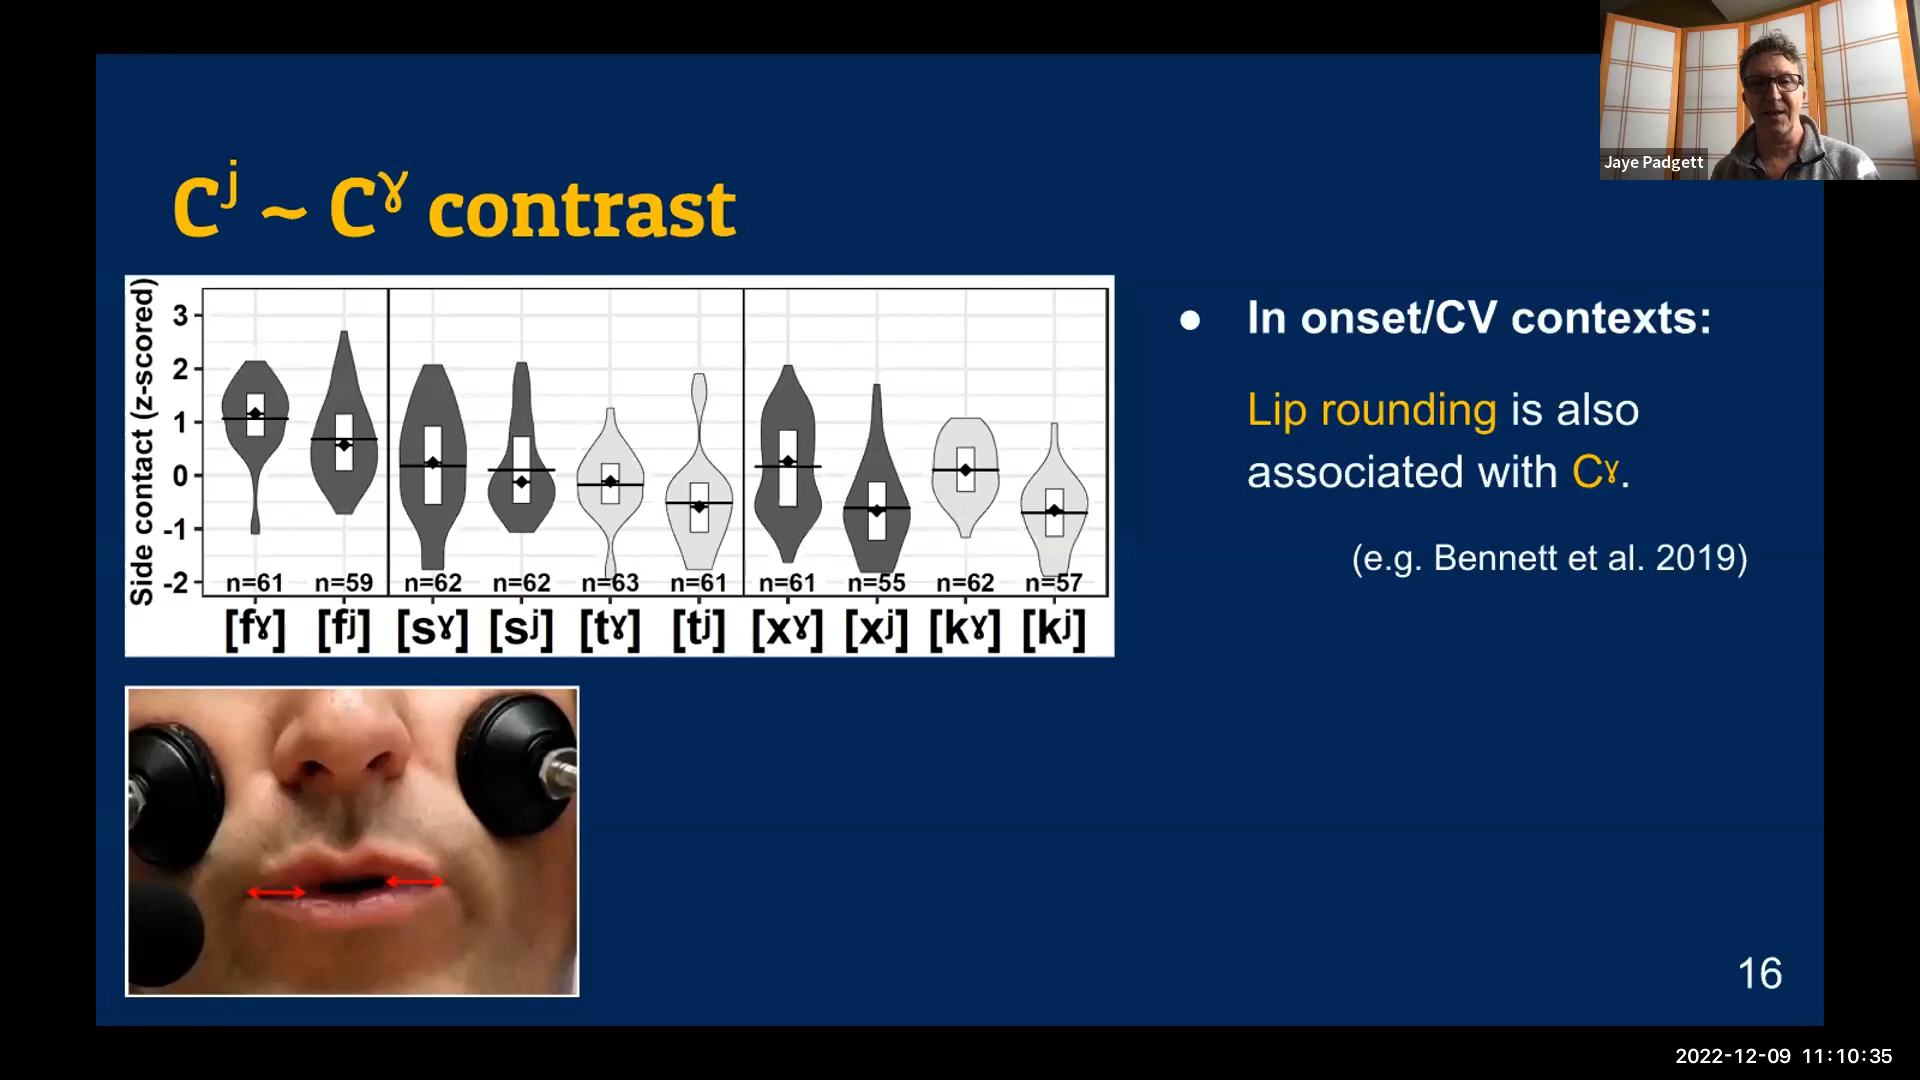 Jaye Padgett
Cʲ ~ Cˠ contrast
Side contact (z-scored)
3
2
1
0
-1
-2
n=61 n=59 n=62 n=62 n=63 n=61 n=61 n=55 n=62 n=57
[fˠ] [fʲ] [sˠ] [sʲ] [tˠ] [tʲ] [xˠ] [xʲ] [kˠ] [kʲ]
● In onset/CV contexts:
Lip rounding is also
associated with Cˠ.
(e.g. Bennett et al. 2019)
16
2022-12-09 11:10:35